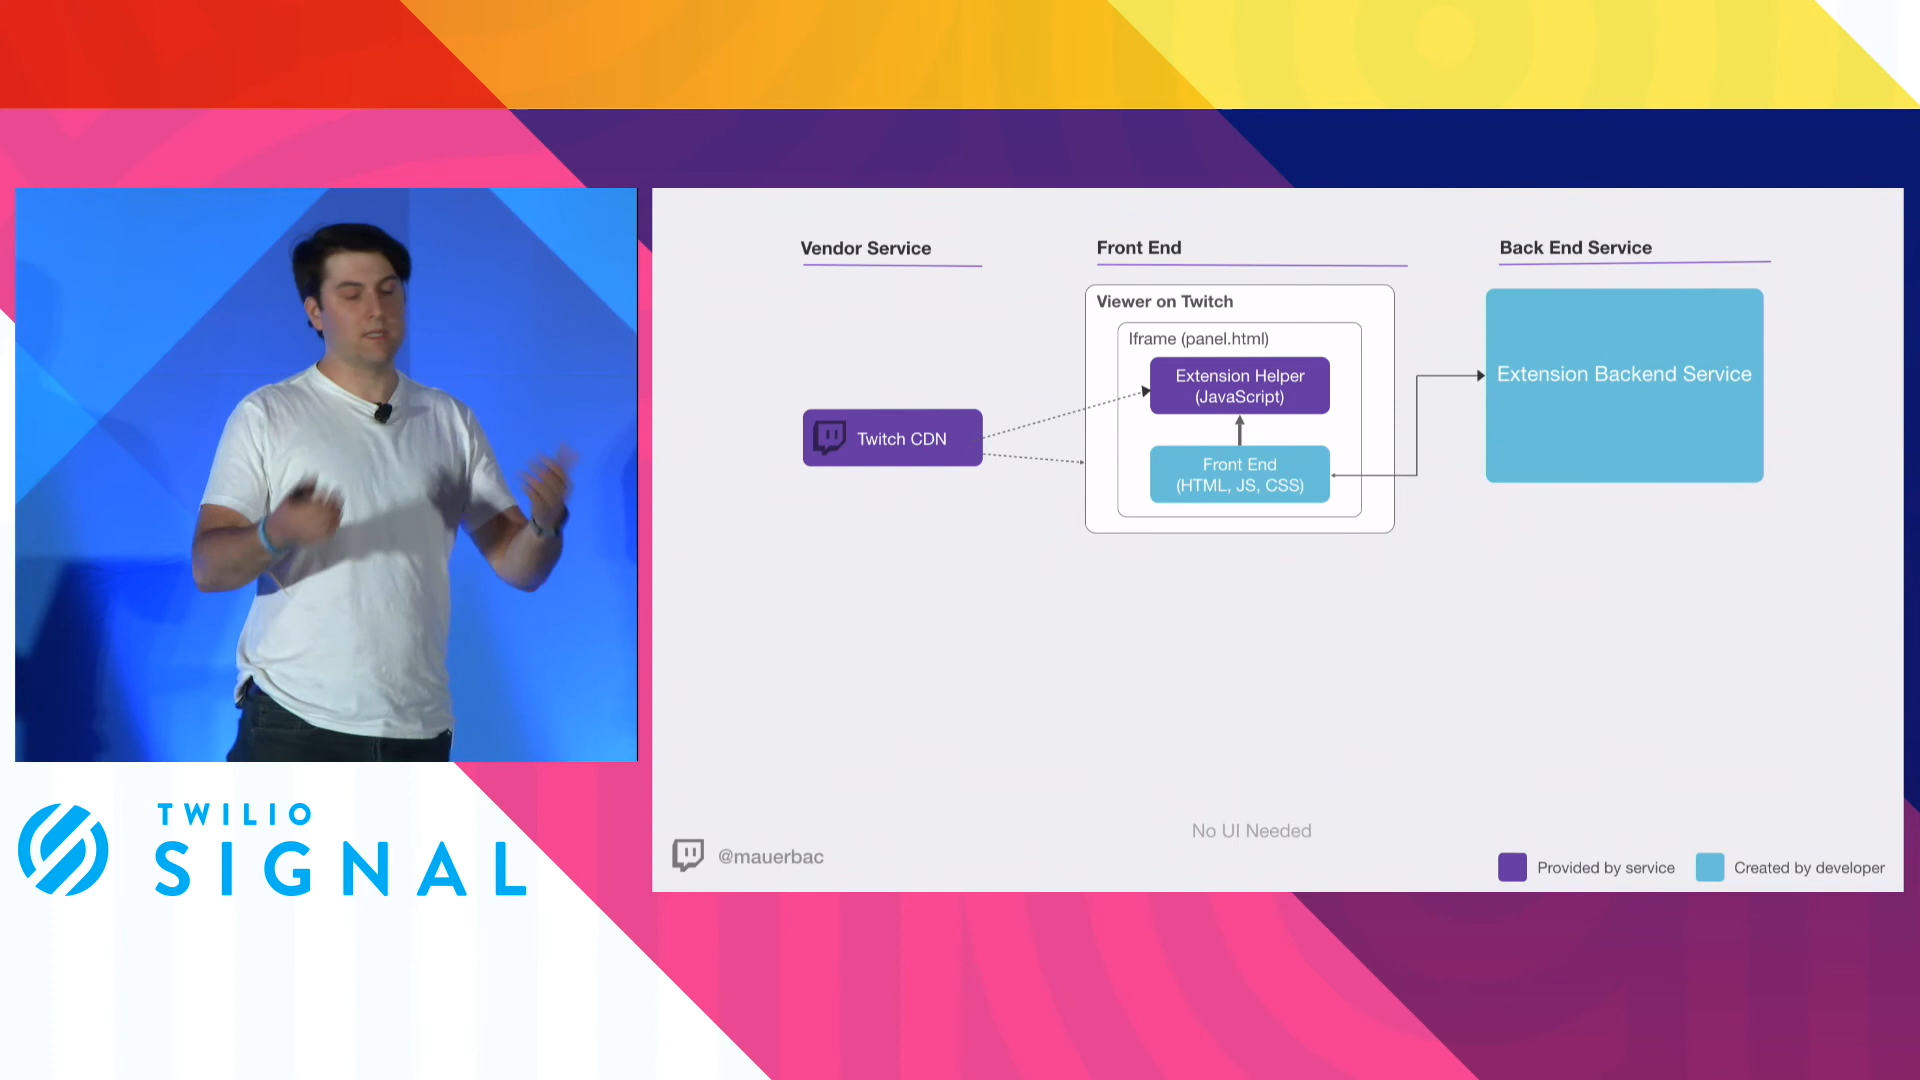 Vendor Service
Front End
Back End Service
Viewer on Twitch
Iframe (panel.html)
Extension Helper
(JavaScript)
Twitch CDN
Front End
(HTML, JS, CSS)
Extension Backend Service
No UI Needed
@mauerbac
Provided by service
Created by developer
TWILIO
SIGNAL